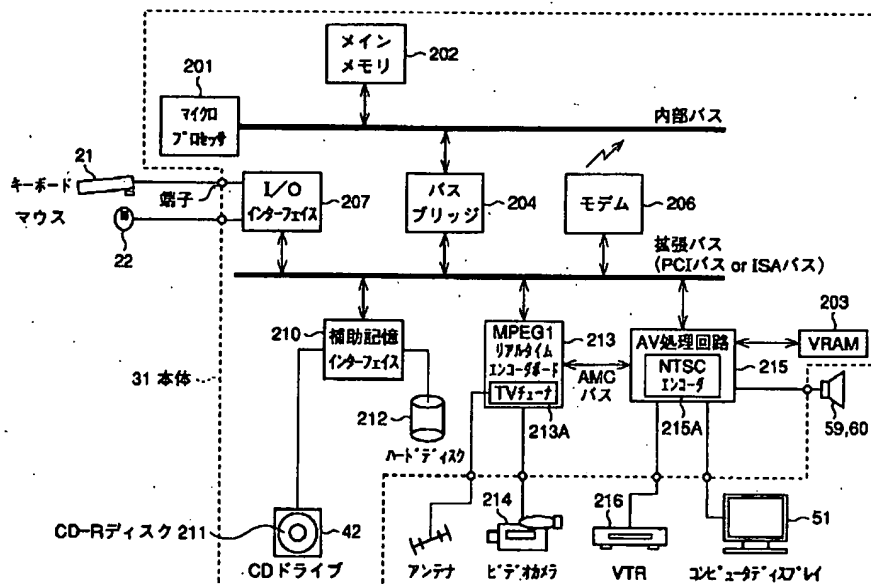 メイン
メモリ
202
201
マイクロ
プロセッサ
内部バス
21
キーボード
端子
I/O
インターフェイス
207
マウス
22
バス
ブリッジ
204
モデム
206
拡張バス
(PCIバス or ISAバス)
210
補助記憶
インターフェイス
MPEG1
リアルタイム
エンコーダボード
TVチューナ
213
213A
AMC
バス
AV処理回路
NTSC
エンコーダ
215
215A
203
VRAM
31 本体
212
ハードディスク
59,60
CD-Rディスク 211
42
CDドライブ
アンテナ
214
ビデオカメラ
216
VTR
51
コンピュータディスプレイ